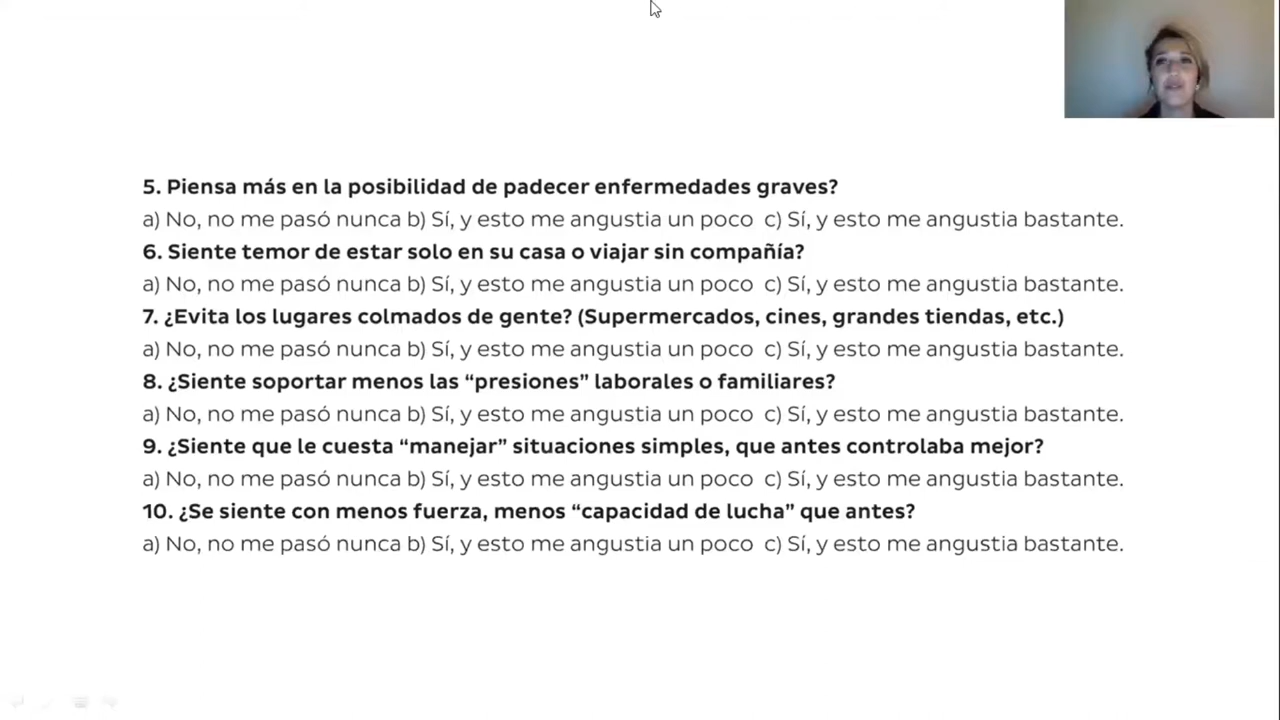 5. Piensa más en la posibilidad de padecer enfermedades graves?
a) No, no me pasó nunca b) Sí, y esto me angustia un poco  c) Sí, y esto me angustia bastante.
6. Siente temor de estar solo en su casa o viajar sin compañía?
a) No, no me pasó nunca b) Sí, y esto me angustia un poco  c) Sí, y esto me angustia bastante.
7. ¿Evita los lugares colmados de gente? (Supermercados, cines, grandes tiendas, etc.)
a) No, no me pasó nunca b) Sí, y esto me angustia un poco  c) Sí, y esto me angustia bastante.
8. ¿Siente soportar menos las “presiones” laborales o familiares?
a) No, no me pasó nunca b) Sí, y esto me angustia un poco  c) Sí, y esto me angustia bastante.
9. ¿Siente que le cuesta “manejar” situaciones simples, que antes controlaba mejor?
a) No, no me pasó nunca b) Sí, y esto me angustia un poco  c) Sí, y esto me angustia bastante.
10. ¿Se siente con menos fuerza, menos “capacidad de lucha” que antes?
a) No, no me pasó nunca b) Sí, y esto me angustia un poco  c) Sí, y esto me angustia bastante.